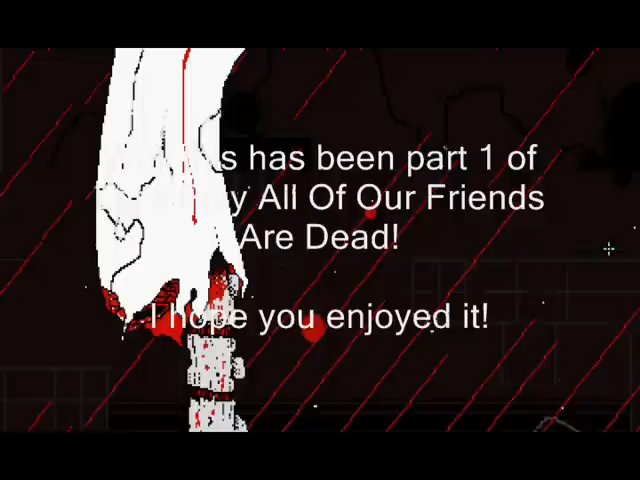 s has been part 1 of
y All Of Our Friends
Are Dead!
I hope you enjoyed it!